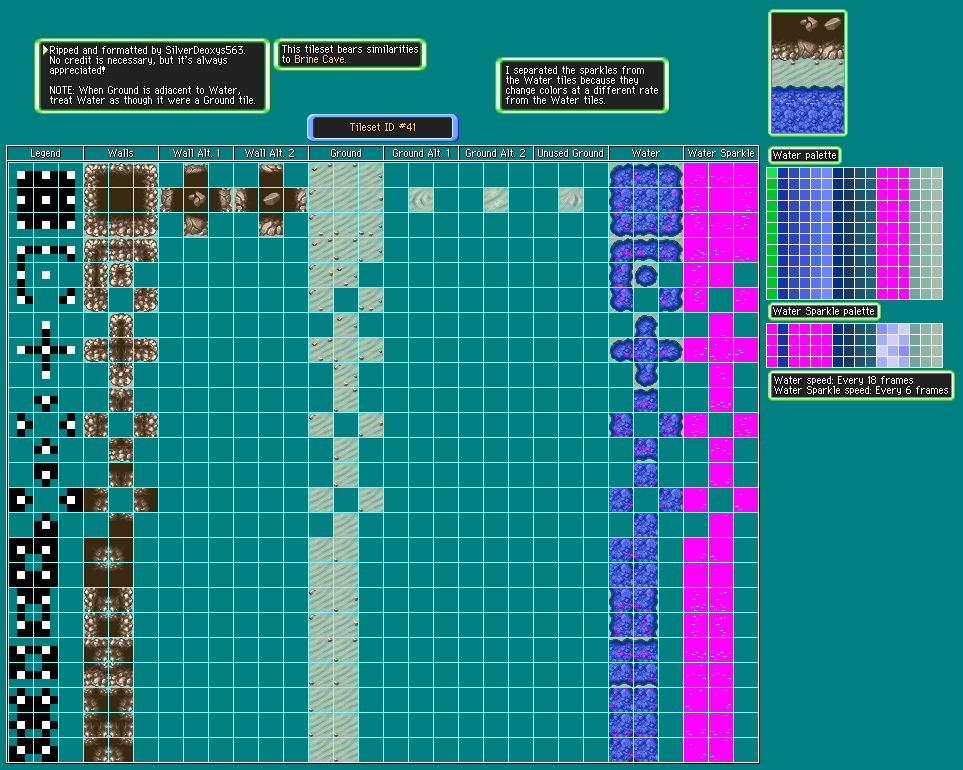 Ripped and formatted by SilverDeoxys563.
No credit is necessary, but it's always
appreciated!
NOTE: When Ground is adjacent to Water,
treat Water as though it were a Ground tile.
This tileset bears similarities
to Brine Cave.
I separated the sparkles from
the Water tiles because they
change colors at a different rate
from the Water tiles.
Tileset ID #41
Legend Walls Wall Alt. 1 Wall Alt. 2 Ground Ground Alt. 1 Ground Alt. 2 Unused Ground Water Water Sparkle
Water palette
Water Sparkle palette
Water speed: Every 18 frames
Water Sparkle speed: Every 6 frames